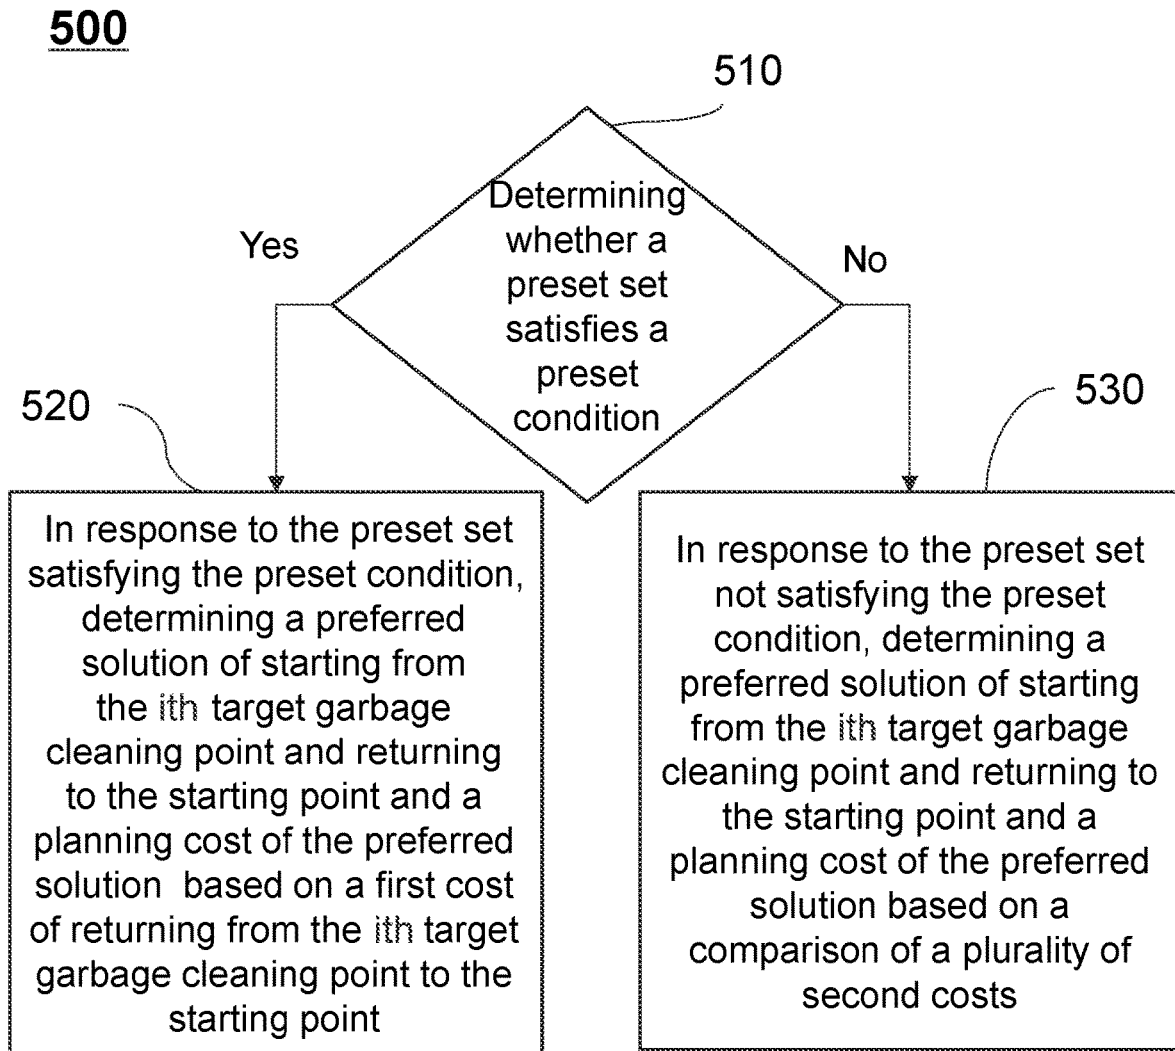 500
510
Determining
whether a
preset set
satisfies a
preset
condition
Yes
No
520
530
In response to the preset set
satisfying the preset condition,
determining a preferred
solution of starting from
the ith target garbage
cleaning point and returning
to the starting point and a
planning cost of the preferred
solution based on a first cost
of returning from the ith target
garbage cleaning point to the
starting point
In response to the preset set
not satisfying the preset
condition, determining a
preferred solution of starting
from the ith target garbage
cleaning point and returning to
the starting point and a
planning cost of the preferred
solution based on a
comparison of a plurality of
second costs